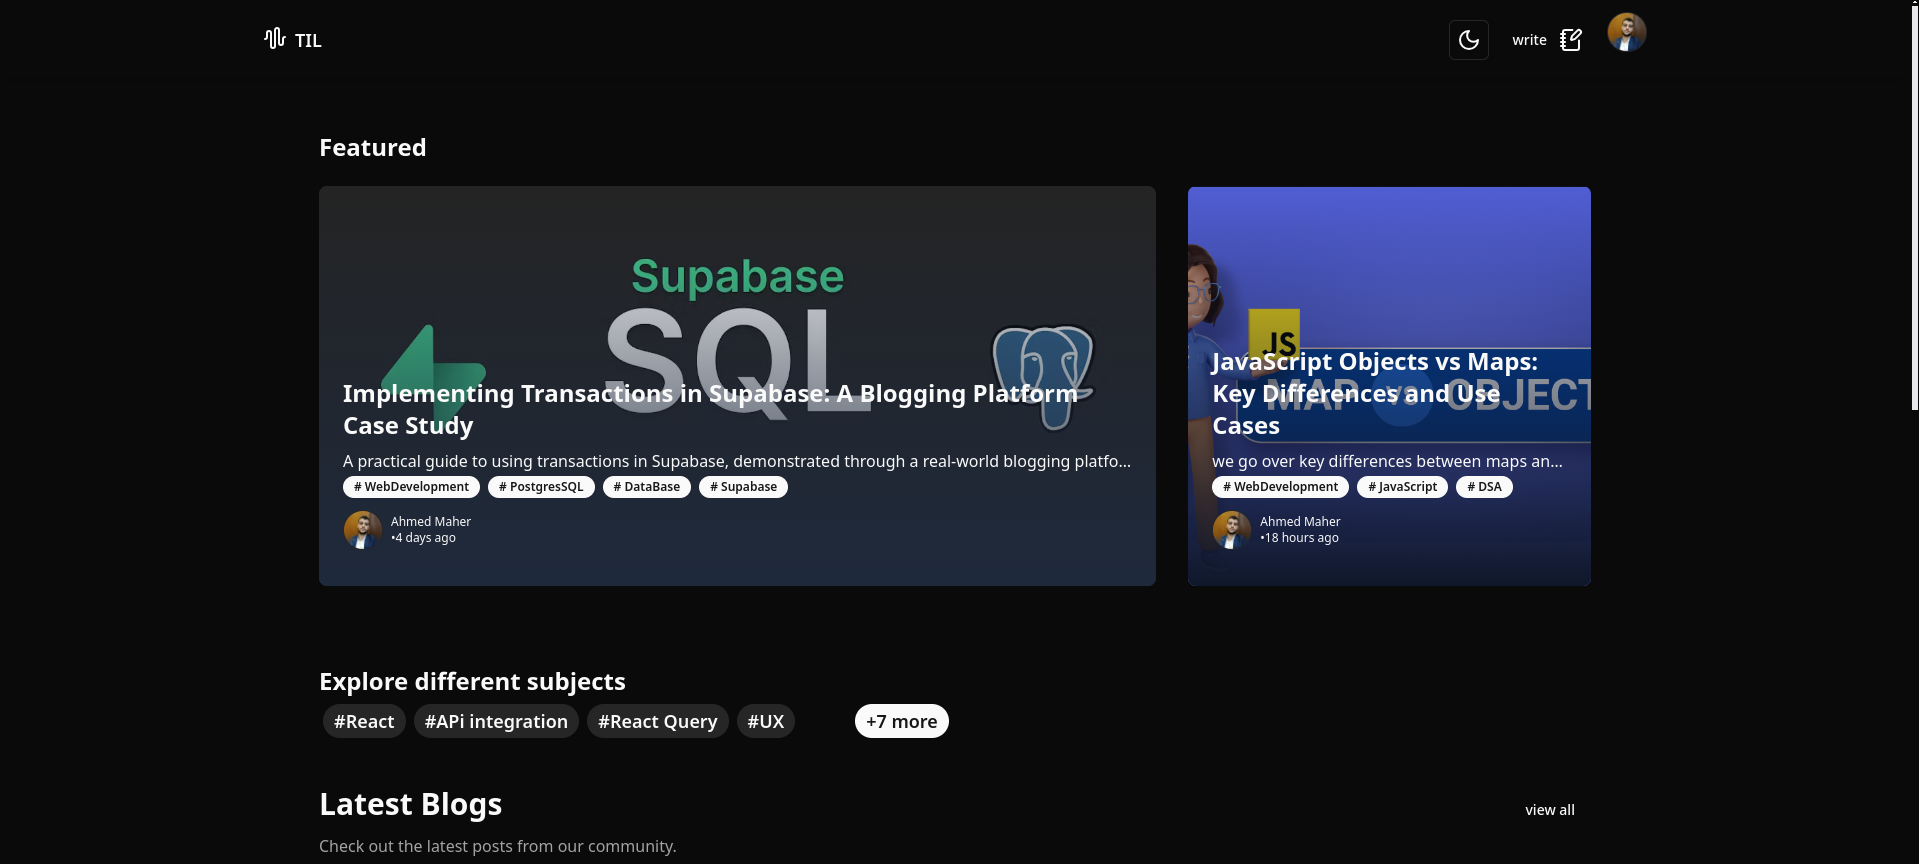 TIL
write
Featured
Supabase
SQL
Implementing Transactions in Supabase: A Blogging Platform
Case Study
A practical guide to using transactions in Supabase, demonstrated through a real-world blogging platfo...
# WebDevelopment # PostgresSQL # DataBase # Supabase
Ahmed Maher
•4 days ago
JS
MAP VS OBJECT
JavaScript Objects vs Maps:
Key Differences and Use
Cases
we go over key differences between maps an...
# WebDevelopment # JavaScript # DSA
Ahmed Maher
•18 hours ago
Explore different subjects
#React #APi integration #React Query #UX +7 more
Latest Blogs
view all
Check out the latest posts from our community.